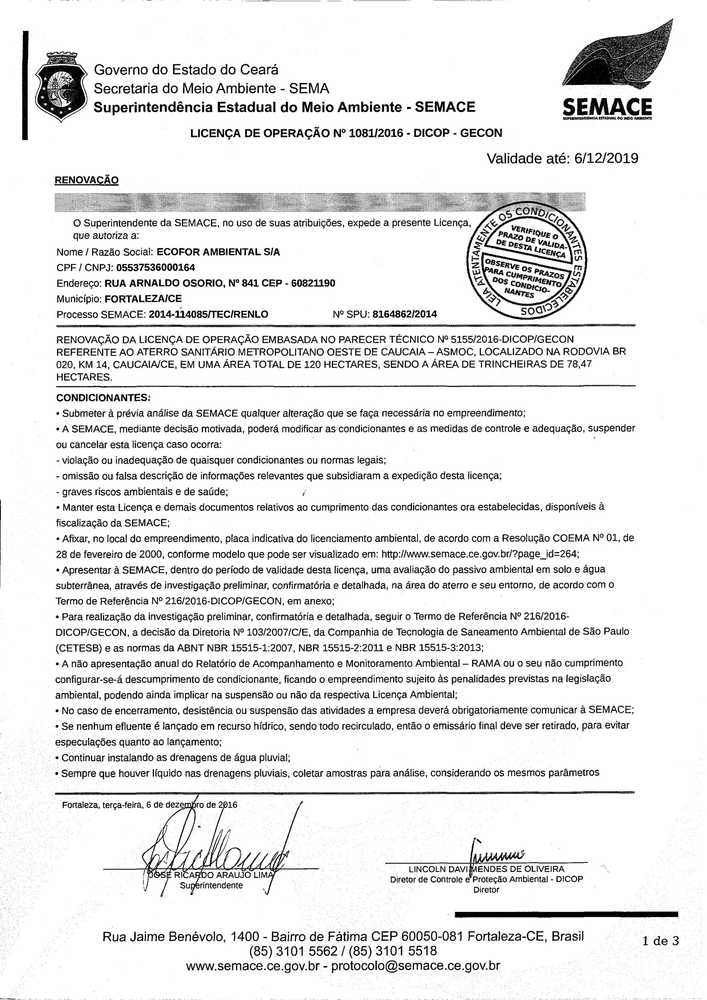 Governo do Estado do Ceará
Secretaria do Meio Ambiente - SEMA
Superintendência Estadual do Meio Ambiente - SEMACE
SEMACE
SUPERINTENDÊNCIA ESTADUAL DO MEIO AMBIENTE
LICENÇA DE OPERAÇÃO Nº 1081/2016 - DICOP - GECON
Validade até: 6/12/2019
RENOVAÇÃO
O Superintendente da SEMACE, no uso de suas atribuições, expede a presente Licença,
que autoriza a:
Nome / Razão Social: ECOFOR AMBIENTAL S/A
CPF / CNPJ: 05537536000164
Endereço: RUA ARNALDO OSORIO, Nº 841 CEP - 60821190
Município: FORTALEZA/CE
Processo SEMACE: 2014-114085/TEC/RENLO Nº SPU: 8164862/2014
LEIA ATENTAMENTE OS CONDICIONANTES ESTABELECIDOS
VERIFIQUE O
PRAZO DE VALIDA-
DE DESTA LICENÇA
OBSERVE OS PRAZOS
PARA CUMPRIMENTO
DOS CONDICIO-
NANTES
RENOVAÇÃO DA LICENÇA DE OPERAÇÃO EMBASADA NO PARECER TÉCNICO Nº 5155/2016-DICOP/GECON
REFERENTE AO ATERRO SANITÁRIO METROPOLITANO OESTE DE CAUCAIA – ASMOC, LOCALIZADO NA RODOVIA BR
020, KM 14, CAUCAIA/CE, EM UMA ÁREA TOTAL DE 120 HECTARES, SENDO A ÁREA DE TRINCHEIRAS DE 78,47
HECTARES.
CONDICIONANTES:
• Submeter à prévia análise da SEMACE qualquer alteração que se faça necessária no empreendimento;
• A SEMACE, mediante decisão motivada, poderá modificar as condicionantes e as medidas de controle e adequação, suspender
ou cancelar esta licença caso ocorra:
- violação ou inadequação de quaisquer condicionantes ou normas legais;
- omissão ou falsa descrição de informações relevantes que subsidiaram a expedição desta licença;
- graves riscos ambientais e de saúde;
• Manter esta Licença e demais documentos relativos ao cumprimento das condicionantes ora estabelecidas, disponíveis à
fiscalização da SEMACE;
• Afixar, no local do empreendimento, placa indicativa do licenciamento ambiental, de acordo com a Resolução COEMA Nº 01, de
28 de fevereiro de 2000, conforme modelo que pode ser visualizado em: http://www.semace.ce.gov.br/?page_id=264;
• Apresentar à SEMACE, dentro do período de validade desta licença, uma avaliação do passivo ambiental em solo e água
subterrânea, através de investigação preliminar, confirmatória e detalhada, na área do aterro e seu entorno, de acordo com o
Termo de Referência Nº 216/2016-DICOP/GECON, em anexo;
• Para realização da investigação preliminar, confirmatória e detalhada, seguir o Termo de Referência Nº 216/2016-
DICOP/GECON, a decisão da Diretoria Nº 103/2007/C/E, da Companhia de Tecnologia de Saneamento Ambiental de São Paulo
(CETESB) e as normas da ABNT NBR 15515-1:2007, NBR 15515-2:2011 e NBR 15515-3:2013;
• A não apresentação anual do Relatório de Acompanhamento e Monitoramento Ambiental – RAMA ou o seu não cumprimento
configurar-se-á descumprimento de condicionante, ficando o empreendimento sujeito às penalidades previstas na legislação
ambiental, podendo ainda implicar na suspensão ou não da respectiva Licença Ambiental;
• No caso de encerramento, desistência ou suspensão das atividades a empresa deverá obrigatoriamente comunicar à SEMACE;
• Se nenhum efluente é lançado em recurso hídrico, sendo todo recirculado, então o emissário final deve ser retirado, para evitar
especulações quanto ao lançamento;
• Continuar instalando as drenagens de água pluvial;
• Sempre que houver líquido nas drenagens pluviais, coletar amostras para análise, considerando os mesmos parâmetros
Fortaleza, terça-feira, 6 de dezembro de 2016
JOSÉ RICARDO ARAUJO LIMA
Superintendente
LINCOLN DAVI MENDES DE OLIVEIRA
Diretor de Controle e Proteção Ambiental - DICOP
Diretor
Rua Jaime Benévolo, 1400 - Bairro de Fátima CEP 60050-081 Fortaleza-CE, Brasil
(85) 3101 5562 / (85) 3101 5518
www.semace.ce.gov.br - protocolo@semace.ce.gov.br
1 de 3